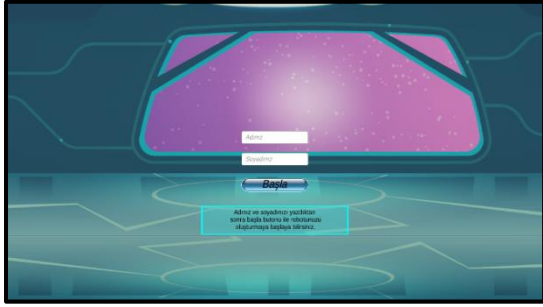 Adınız
Soyadınız
Başla
Adınız ve soyadınızı yazdıktan
sonra başla butonu ile robotunuzu
oluşturmaya başlaya bilirsiniz.